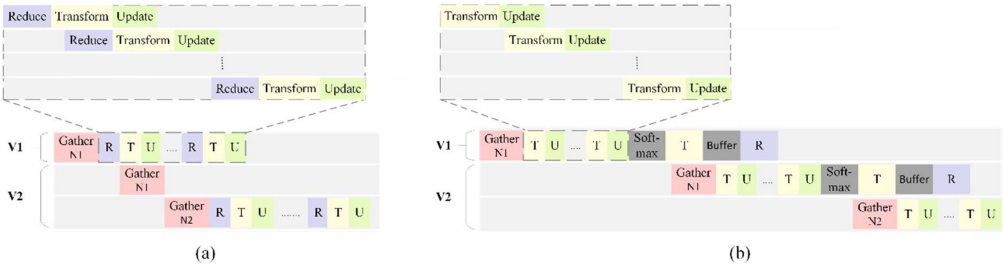 Reduce Transform Update
Reduce Transform Update
⋮
Reduce Transform Update
V1 Gather N1 R T U .... R T U
V2 Gather N1
Gather N2 R T U ....... R T U
(a)
Transform Update
Transform Update
⋮
Transform Update
V1 Gather N1 T U .... T U Soft-max T Buffer R
V2 Gather N1 T U .... T U Soft-max T Buffer R
Gather N2 T U .... T U
(b)